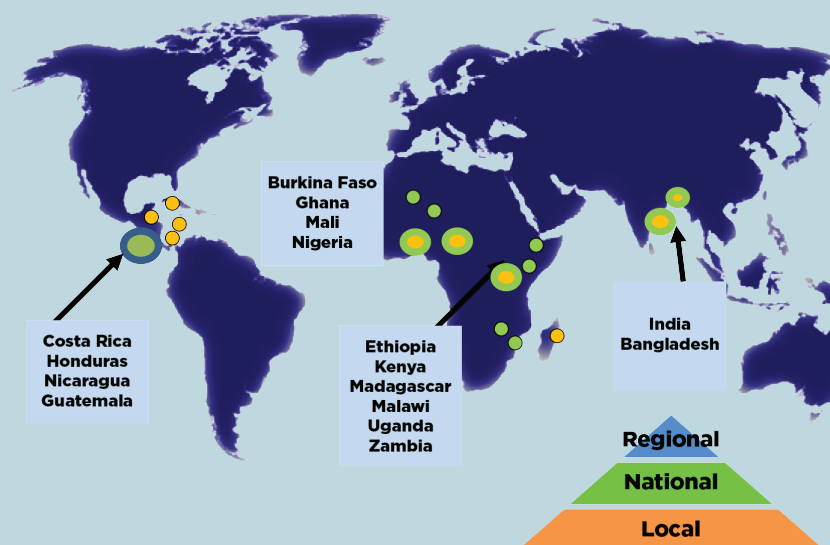 Burkina Faso
Ghana
Mali
Nigeria
Costa Rica
Honduras
Nicaragua
Guatemala
Ethiopia
Kenya
Madagascar
Malawi
Uganda
Zambia
India
Bangladesh
Regional
National
Local